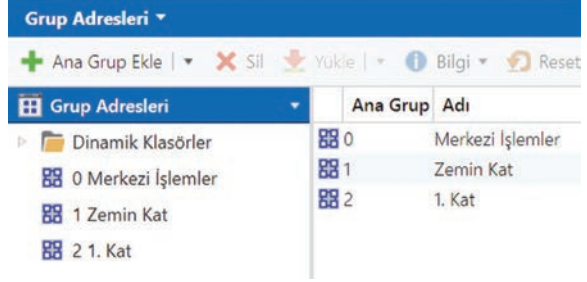 Grup Adresleri
Ana Grup Ekle Sil Yükle Bilgi Reset
Grup Adresleri
Dinamik Klasörler
0 Merkezi İşlemler
1 Zemin Kat
2 1. Kat
Ana Grup Adı
0 Merkezi İşlemler
1 Zemin Kat
2 1. Kat